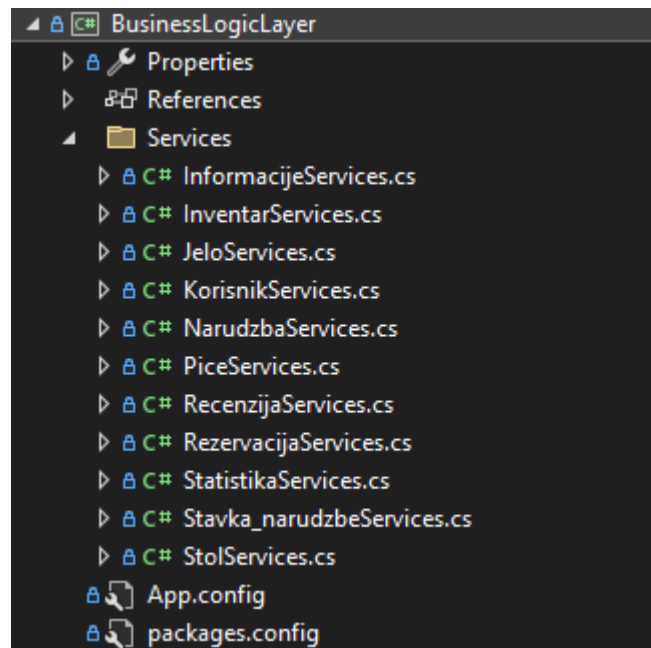 C# BusinessLogicLayer
Properties
References
Services
C# InformacijeServices.cs
C# InventarServices.cs
C# JeloServices.cs
C# KorisnikServices.cs
C# NarudzbaServices.cs
C# PiceServices.cs
C# RecenzijaServices.cs
C# RezervacijaServices.cs
C# StatistikaServices.cs
C# Stavka_narudzbeServices.cs
C# StolServices.cs
App.config
packages.config